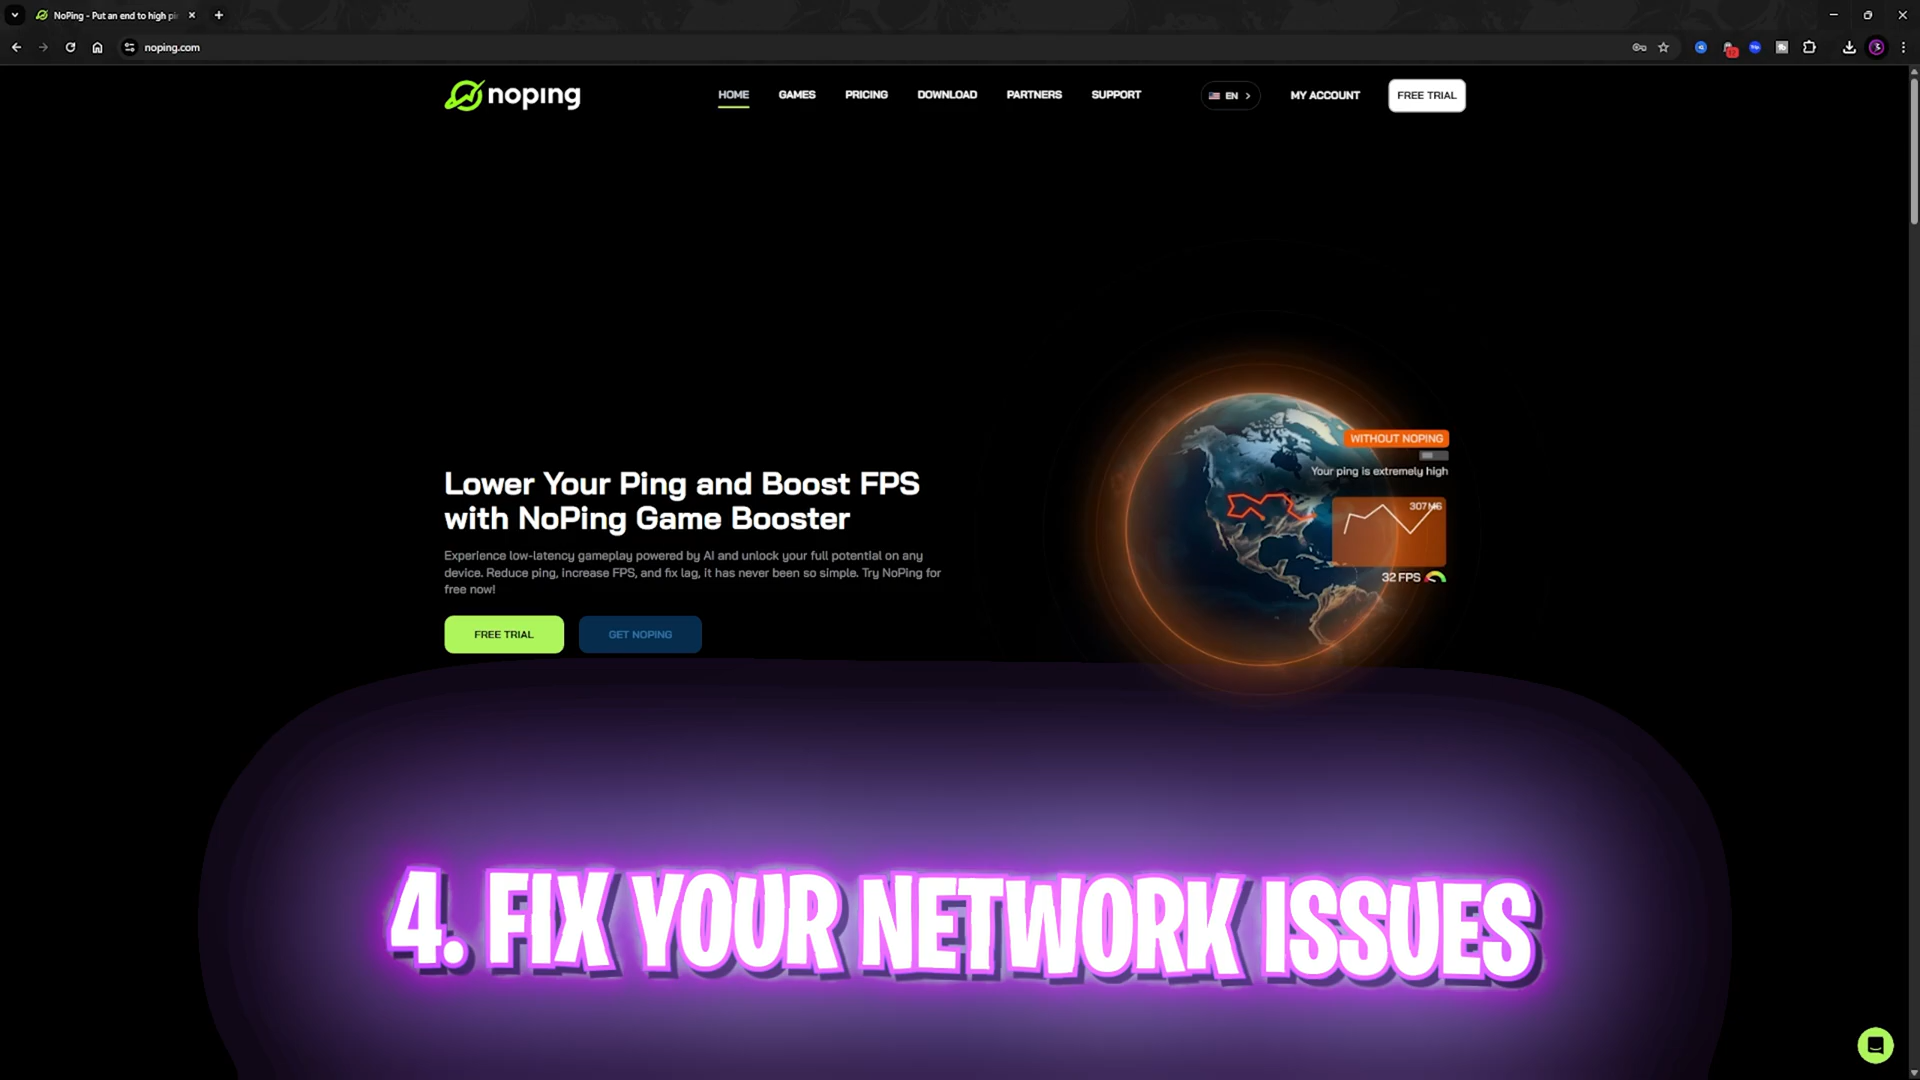 NoPing - Put an end to high pi
noping.com
noping
HOME
GAMES
PRICING
DOWNLOAD
PARTNERS
SUPPORT
EN
MY ACCOUNT
FREE TRIAL
WITHOUT NOPING
Your ping is extremely high
Lower Your Ping and Boost FPS
with NoPing Game Booster
Experience low-latency gameplay powered by AI and unlock your full potential on any
device. Reduce ping, increase FPS, and fix lag, it has never been so simple. Try NoPing for
free now!
32 FPS
FREE TRIAL
GET NOPING
4. FIX YOUR NETWORK ISSUES